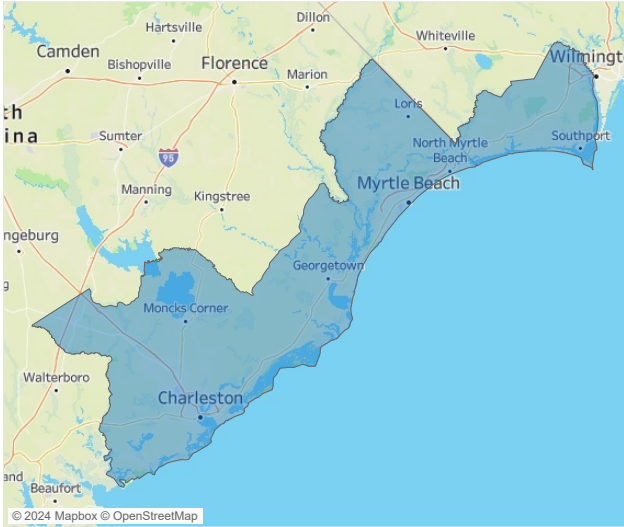 Dillon
Hartsville
Whiteville
Camden
Wilmingt
Bishopville
Florence
Marion
th
ina
Loris
Sumter
95
North Myrtle
Beach
Southport
Manning
Kingstree
Myrtle Beach
ngeburg
Georgetown
g
Moncks Corner
Walterboro
Charleston
and
Beaufort
© 2024 Mapbox © OpenStreetMap